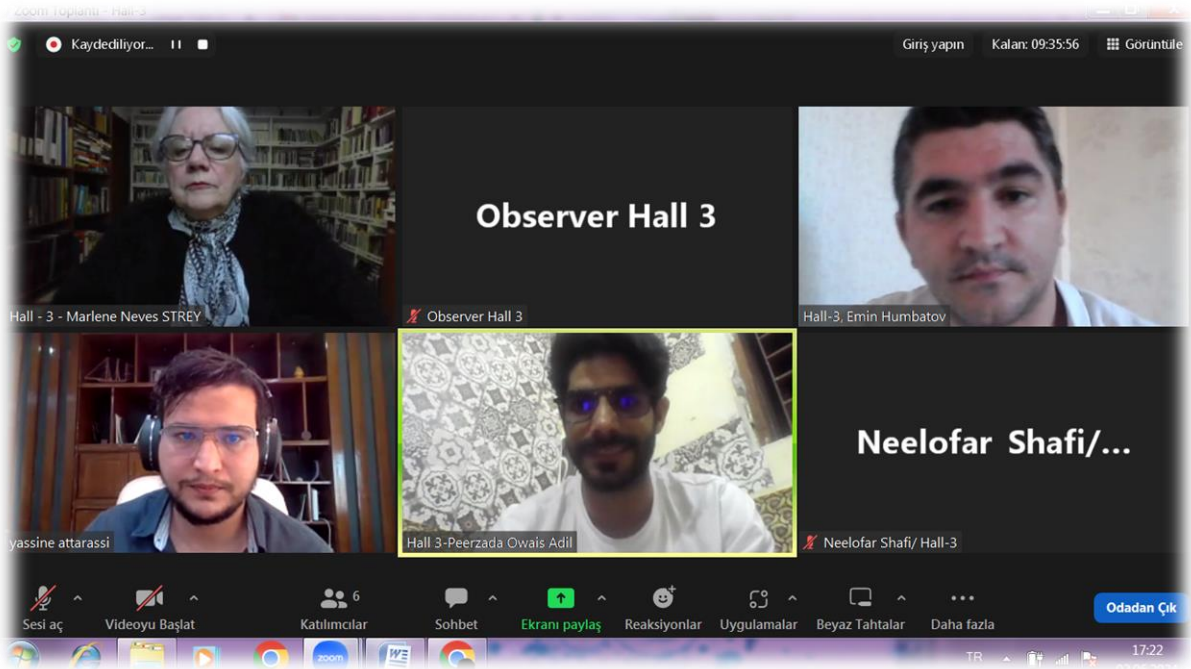 Zoom Toplantı - Hall-3
Kaydediliyor...
Giriş yapın
Kalan: 09:35:56
Görüntüle
Observer Hall 3
Hall - 3 - Marlene Neves STREY
Observer Hall 3
Hall-3, Emin Humbatov
Neelofar Shafi/...
yassine attarassi
Hall 3-Peerzada Owais Adil
Neelofar Shafi/ Hall-3
6
Sesi aç
Videoyu Başlat
Katılımcılar
Sohbet
Ekranı paylaş
Reaksiyonlar
Uygulamalar
Beyaz Tahtalar
Daha fazla
Odadan Çık
zoom
TR
17:22